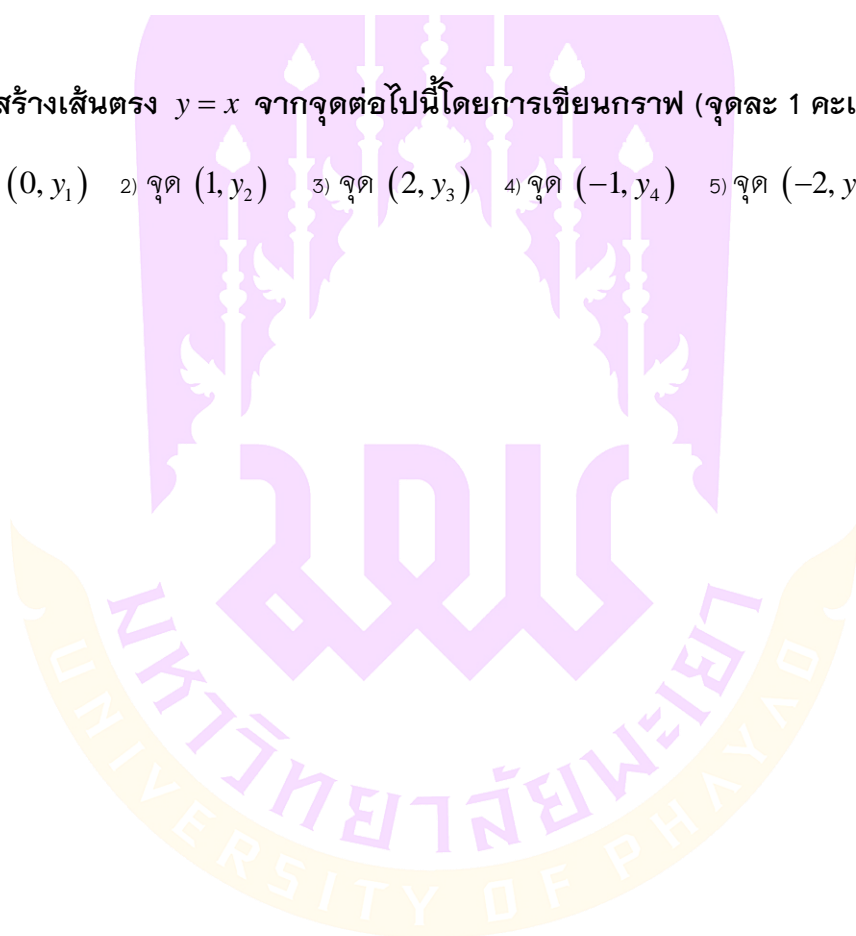 สร้างเส้นตรง y = x จากจุดต่อไปนี้โดยการเขียนกราฟ (จุดละ 1 คะเ
(0, y₁) 2) จุด (1, y₂) 3) จุด (2, y₃) 4) จุด (−1, y₄) 5) จุด (−2, y
มหาวิทยาลัยพะเยา
UNIVERSITY OF PHAYAO